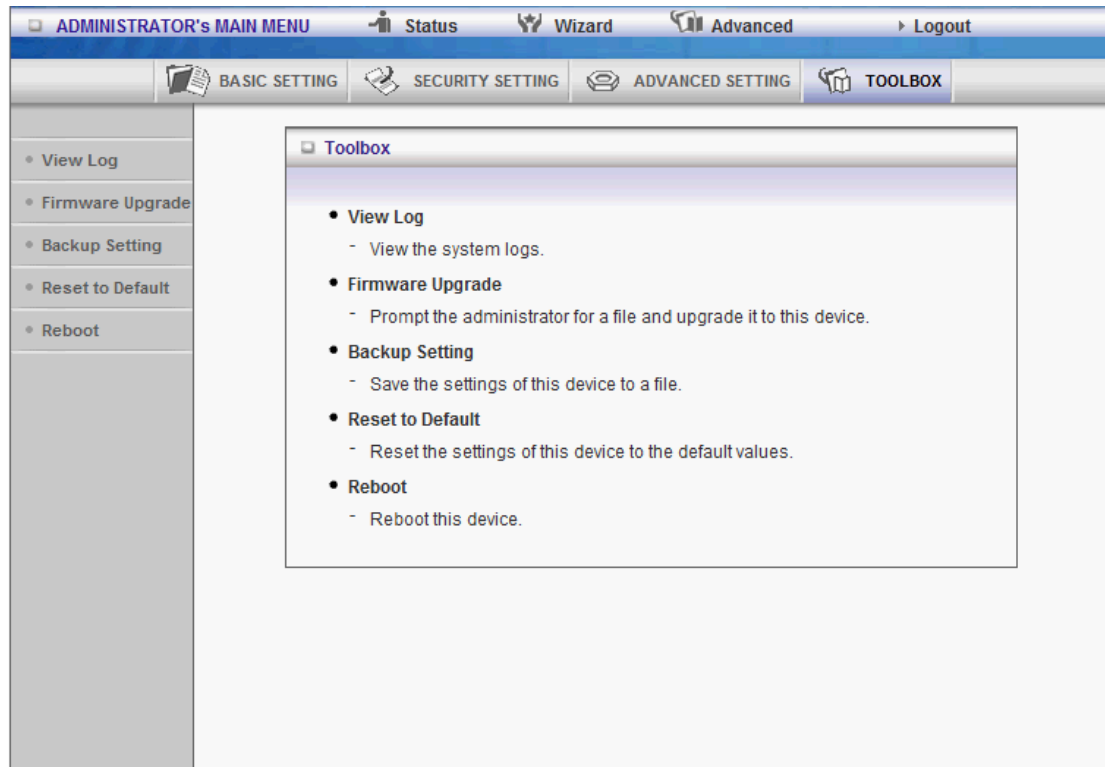 ADMINISTRATOR's MAIN MENU Status Wizard Advanced Logout
BASIC SETTING SECURITY SETTING ADVANCED SETTING TOOLBOX
View Log
Firmware Upgrade
Backup Setting
Reset to Default
Reboot
Toolbox
View Log
- View the system logs.
Firmware Upgrade
- Prompt the administrator for a file and upgrade it to this device.
Backup Setting
- Save the settings of this device to a file.
Reset to Default
- Reset the settings of this device to the default values.
Reboot
- Reboot this device.